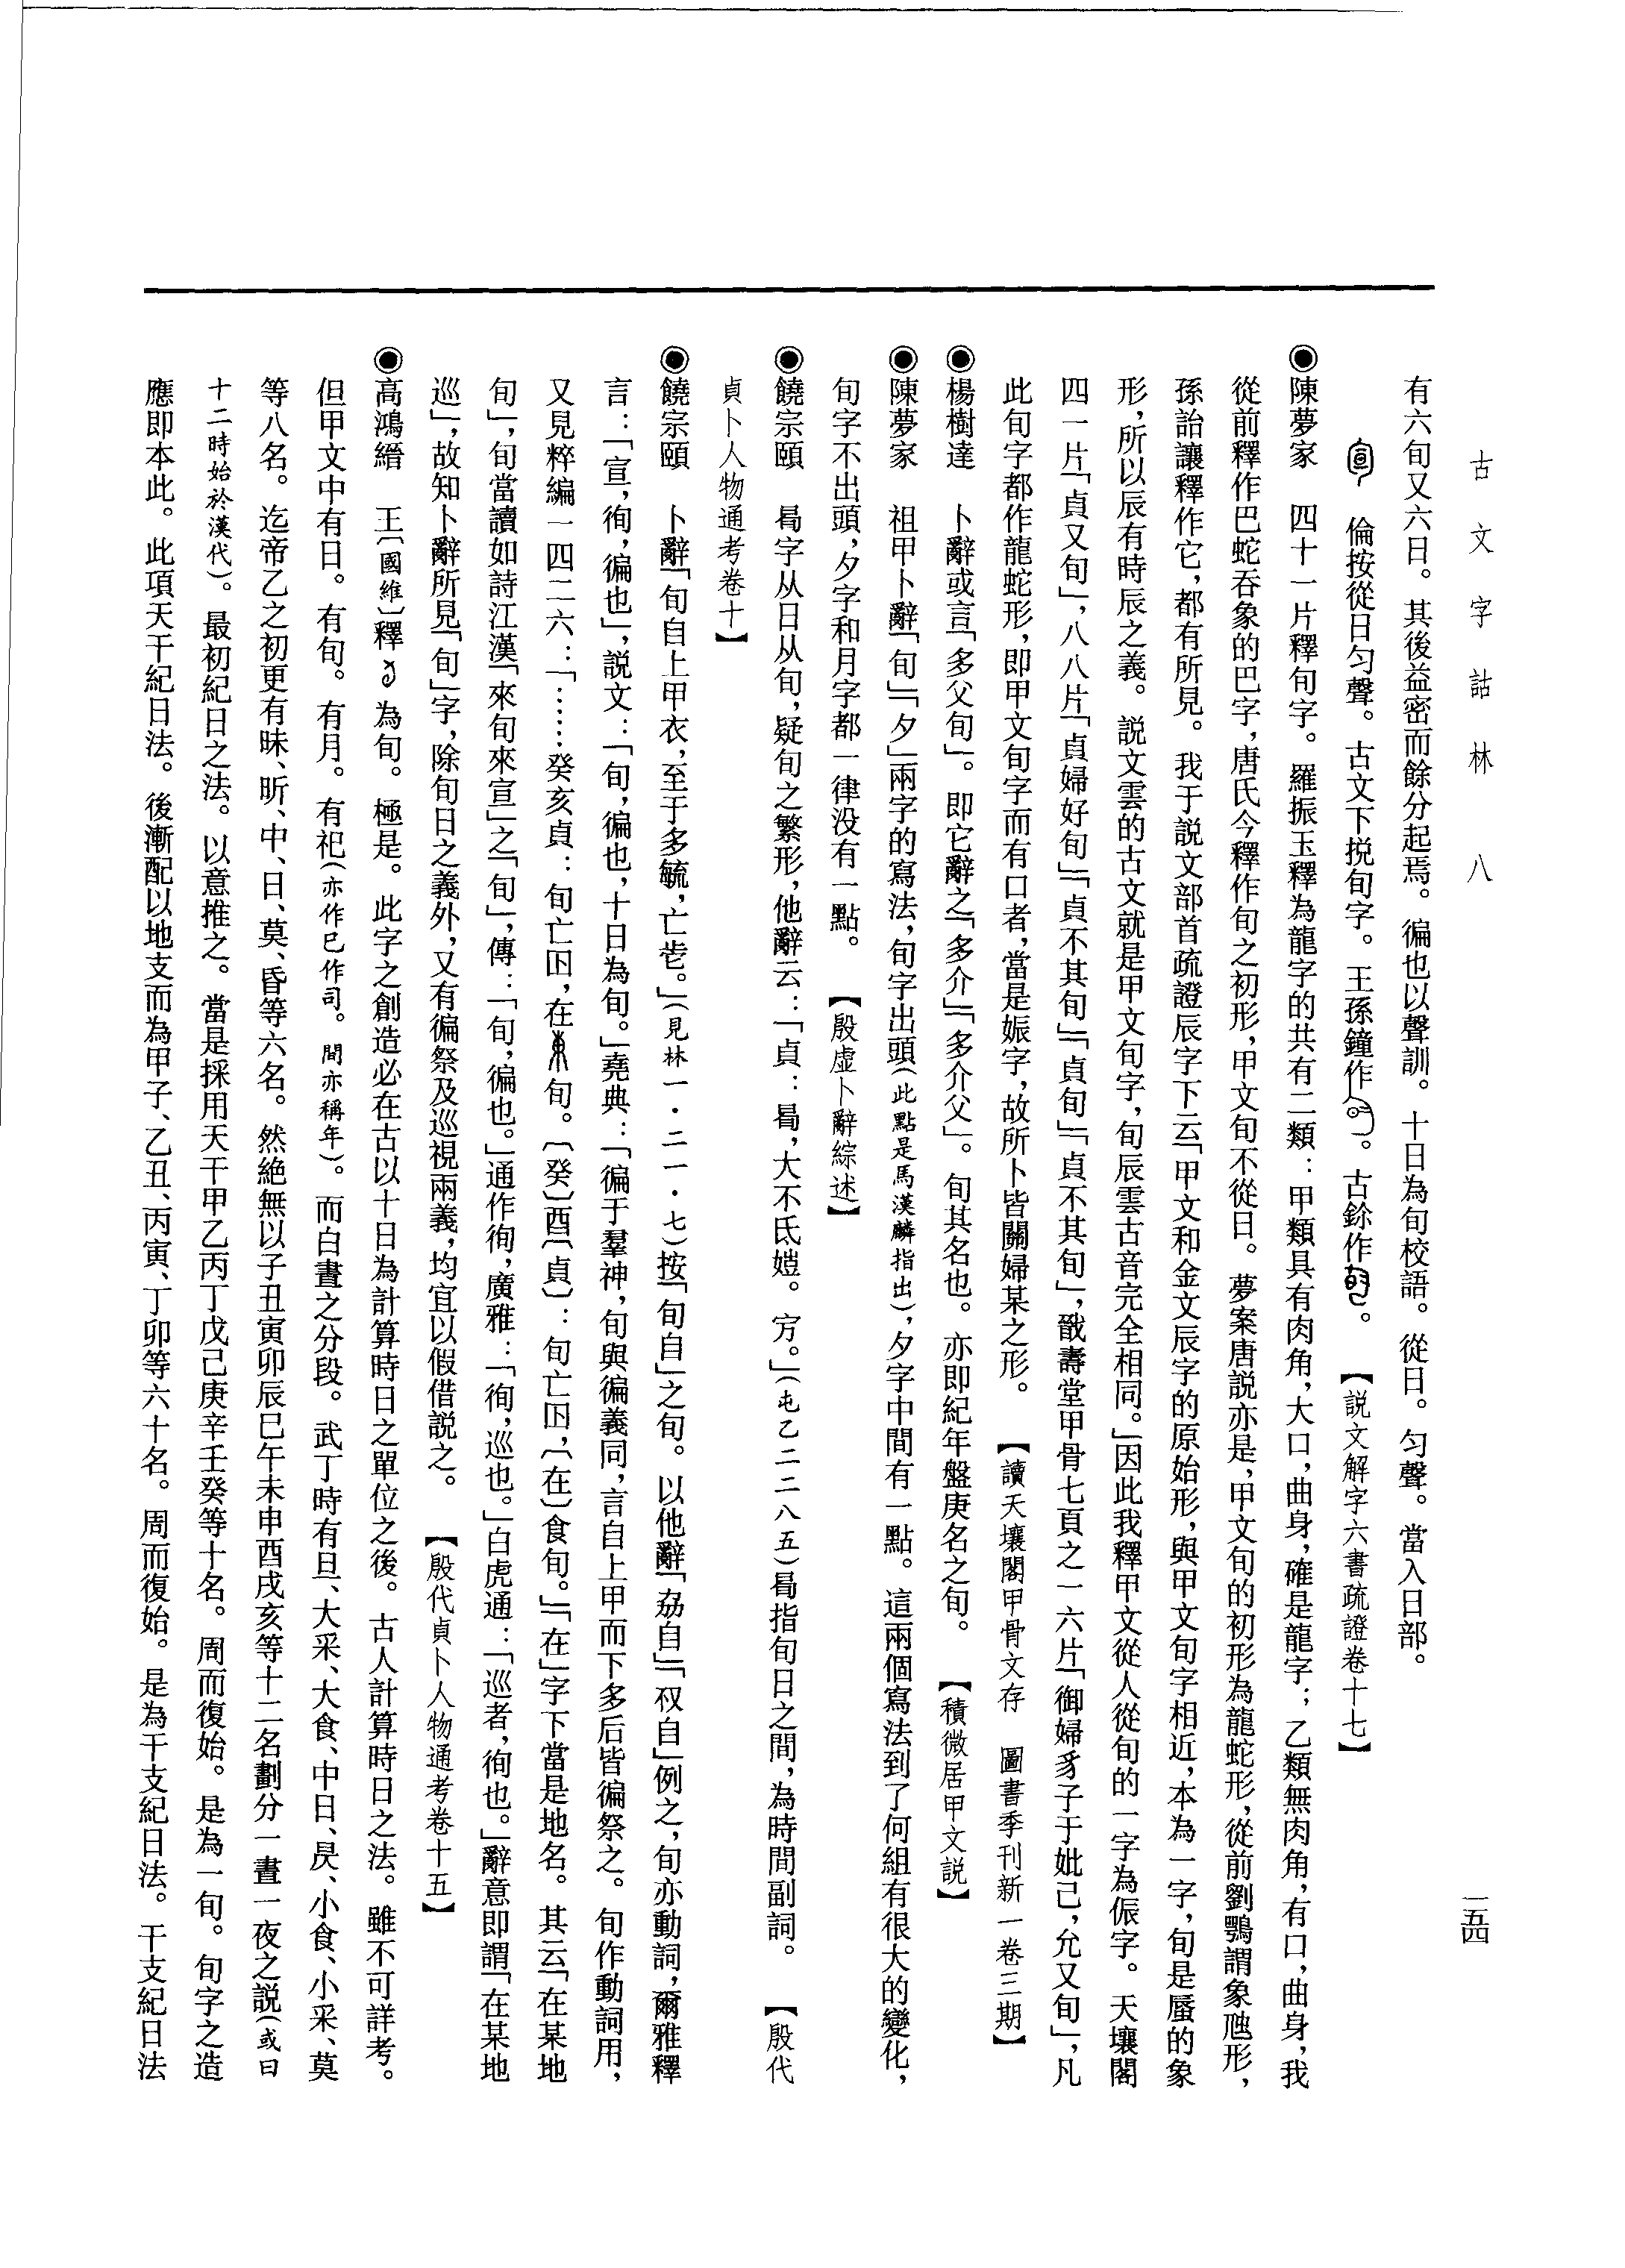 古文字詁林 八
一五四
有六旬又六日。其後益密而餘分起焉。徧也以聲訓。十日為旬校語。從日。勻聲。當入日部。
倫按從日勻聲。古文下挩旬字。王孫鐘作。古鉨作。【說文解字六書疏證卷十七】
◉陳夢家 四十一片釋旬字。羅振玉釋為龍字的共有二類：甲類具有肉角，大口，曲身，確是龍字；乙類無肉角，有口，曲身，我
從前釋作巴蛇吞象的巴字，唐氏今釋作旬之初形，甲文旬不從日。夢案唐說亦是，甲文旬的初形為龍蛇形，從前劉鶚謂象虺形，
孫詒讓釋作它，都有所見。我于說文部首疏證辰字下云「甲文和金文辰字的原始形，與甲文旬字相近，本為一字，旬是蜃的象
形，所以辰有時辰之義。說文雲的古文就是甲文旬字，旬辰雲古音完全相同。」因此我釋甲文從人從旬的一字為侲字。天壤閣
四一片「貞又旬」，八八片「貞婦好旬」「貞不其旬」「貞旬」「貞不其旬」，戩壽堂甲骨七頁之一六片「御婦豸子于妣己，允又旬」，凡
此旬字都作龍蛇形，即甲文旬字而有口者，當是娠字，故所卜皆關婦某之形。【讀天壤閣甲骨文存 圖書季刊新一卷三期】
◉楊樹達 卜辭或言「多父旬」。即它辭之「多介」「多介父」。旬其名也。亦即紀年盤庚名之旬。【積微居甲文說】
◉陳夢家 祖甲卜辭「旬」「夕」兩字的寫法，旬字出頭（此點是馬漢麟指出），夕字中間有一點。這兩個寫法到了何組有很大的變化，
旬字不出頭，夕字和月字都一律没有一點。【殷虛卜辭綜述】
◉饒宗頤 㫬字从日从旬，疑旬之繁形，他辭云：「貞：㫬，大不氐媸。㝑。」（屯乙二二八五）㫬指旬日之間，為時間副詞。【殷代
貞卜人物通考卷十】
◉饒宗頤 卜辭「旬自上甲衣，至于多毓，亡𡆥。」（見林一·二一·七）按「旬自」之旬。以他辭「劦自」「祤自」例之，旬亦動詞，爾雅釋
言：「宣，徇，徧也」，說文：「旬，徧也，十日為旬。」堯典：「徧于羣神，旬與徧義同，言自上甲而下多后皆徧祭之。旬作動詞用，
又見粹編一四二六：「……癸亥貞：旬亡𡆥，在旬。〔癸〕酉〔貞〕：旬亡𡆥，〔在〕食旬。」「在」字下當是地名。其云「在某地
旬」，旬當讀如詩江漢「來旬來宣」之「旬」，傳：「旬，徧也。」通作徇，廣雅：「徇，巡也。」白虎通：「巡者，徇也。」辭意即謂「在某地
巡」，故知卜辭所見「旬」字，除旬日之義外，又有徧祭及巡視兩義，均宜以假借說之。【殷代貞卜人物通考卷十五】
◉高鴻縉 王〔國維〕釋為旬。極是。此字之創造必在古以十日為計算時日之單位之後。古人計算時日之法。雖不可詳考。
但甲文中有日。有旬。有月。有祀（亦作巳作司。間亦稱年）。而白晝之分段。武丁時有旦、大采、大食、中日、昃、小食、小采、莫
等八名。迄帝乙之初更有昧、昕、中、日、莫、昏等六名。然絕無以子丑寅卯辰巳午未申酉戌亥等十二名劃分一晝一夜之說（或曰
十二時始於漢代）。最初紀日之法。以意推之。當是採用天干甲乙丙丁戊己庚辛壬癸等十名。周而復始。是為一旬。旬字之造
應即本此。此項天干紀日法。後漸配以地支而為甲子、乙丑、丙寅、丁卯等六十名。周而復始。是為干支紀日法。干支紀日法